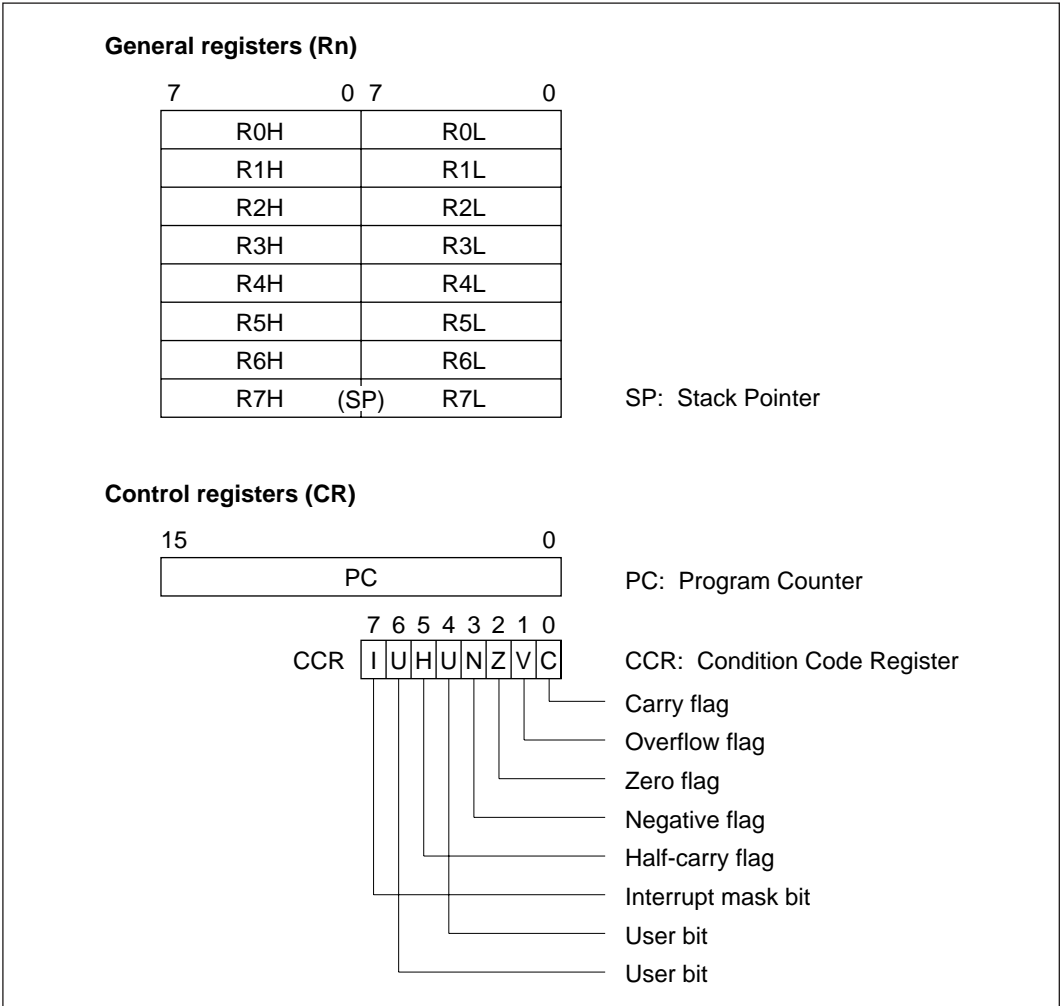 General registers (Rn)
7 0 7 0
R0H R0L
R1H R1L
R2H R2L
R3H R3L
R4H R4L
R5H R5L
R6H R6L
R7H (SP) R7L SP: Stack Pointer
Control registers (CR)
15 0
PC PC: Program Counter
7 6 5 4 3 2 1 0
CCR I U H U N Z V C CCR: Condition Code Register
Carry flag
Overflow flag
Zero flag
Negative flag
Half-carry flag
Interrupt mask bit
User bit
User bit